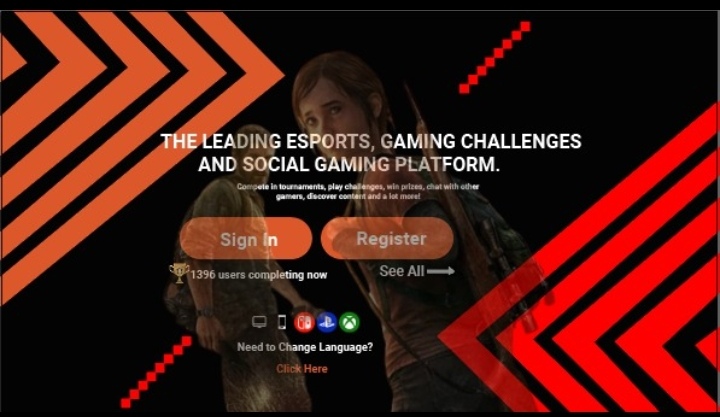 THE LEADING ESPORTS, GAMING CHALLENGES
AND SOCIAL GAMING PLATFORM.
Compete in tournaments, play challenges, win prizes, chat with other
gamers, discover content and a lot more!
Sign In
Register
1396 users completing now
See All
Need to Change Language?
Click Here